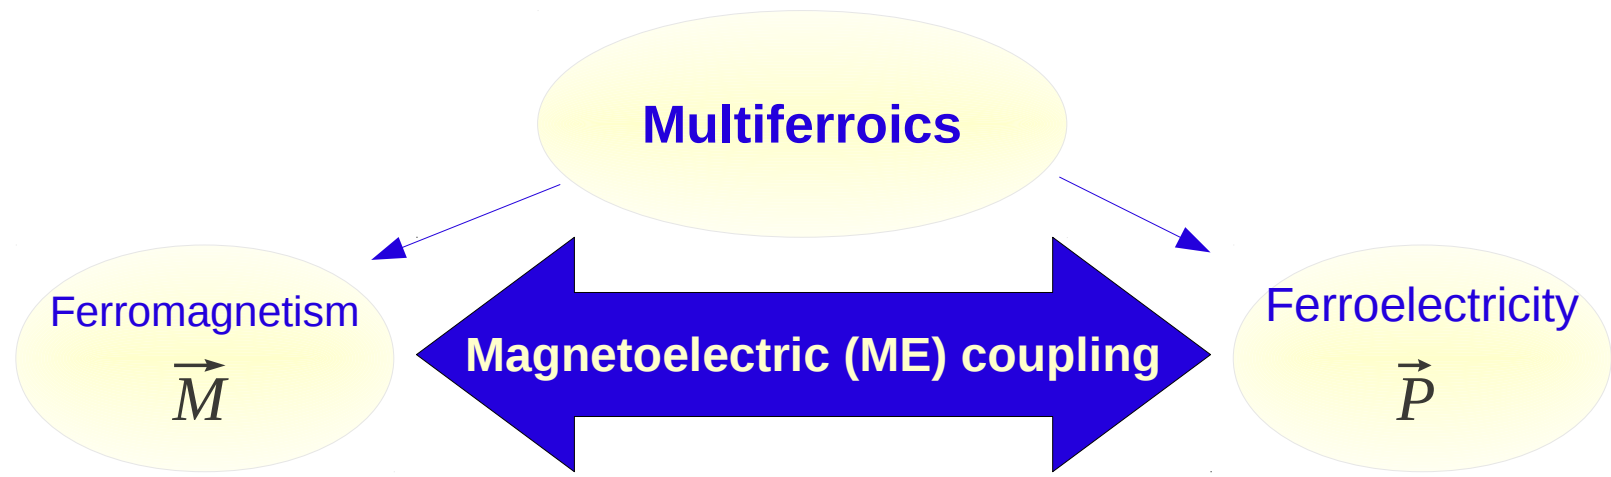 Multiferroics
Ferromagnetism
M⃗
Magnetoelectric (ME) coupling
Ferroelectricity
P⃗